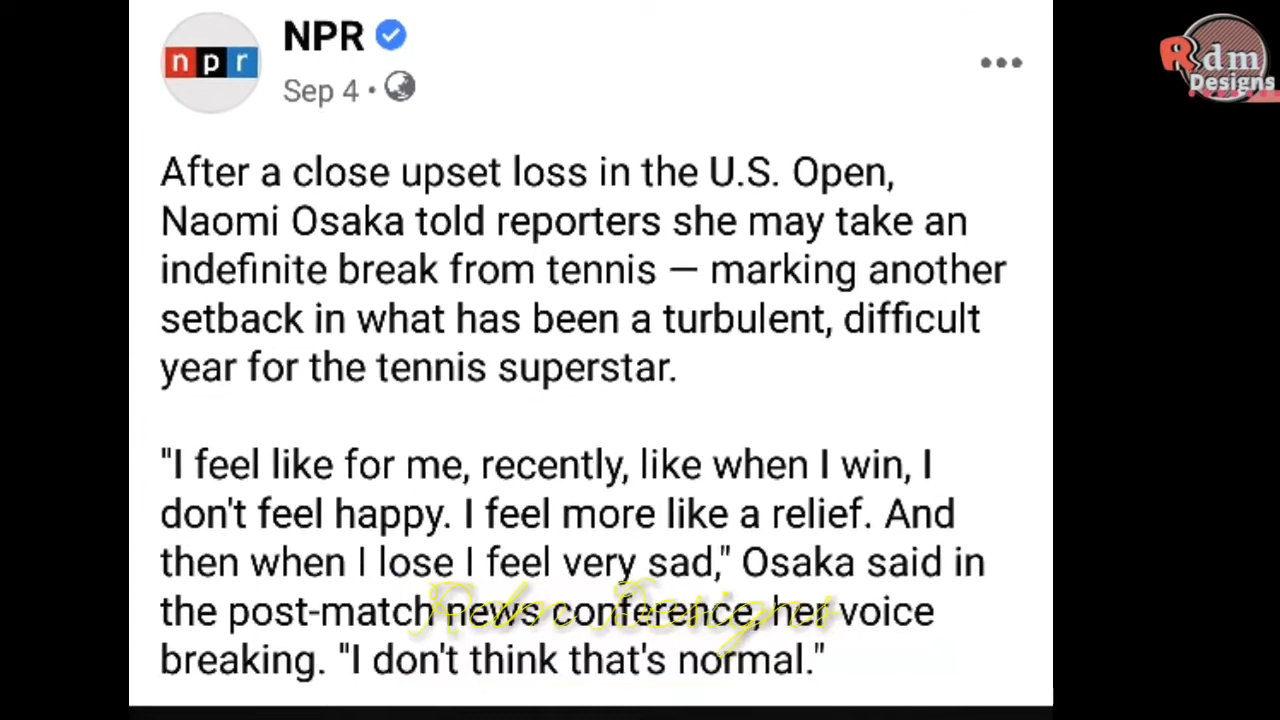 NPR
npr
Sep 4 •
Rdm
Designs
After a close upset loss in the U.S. Open,
Naomi Osaka told reporters she may take an
indefinite break from tennis — marking another
setback in what has been a turbulent, difficult
year for the tennis superstar.
"I feel like for me, recently, like when I win, I
don't feel happy. I feel more like a relief. And
then when I lose I feel very sad," Osaka said in
Rdm Designs
the post-match news conference, her voice
breaking. "I don't think that's normal."